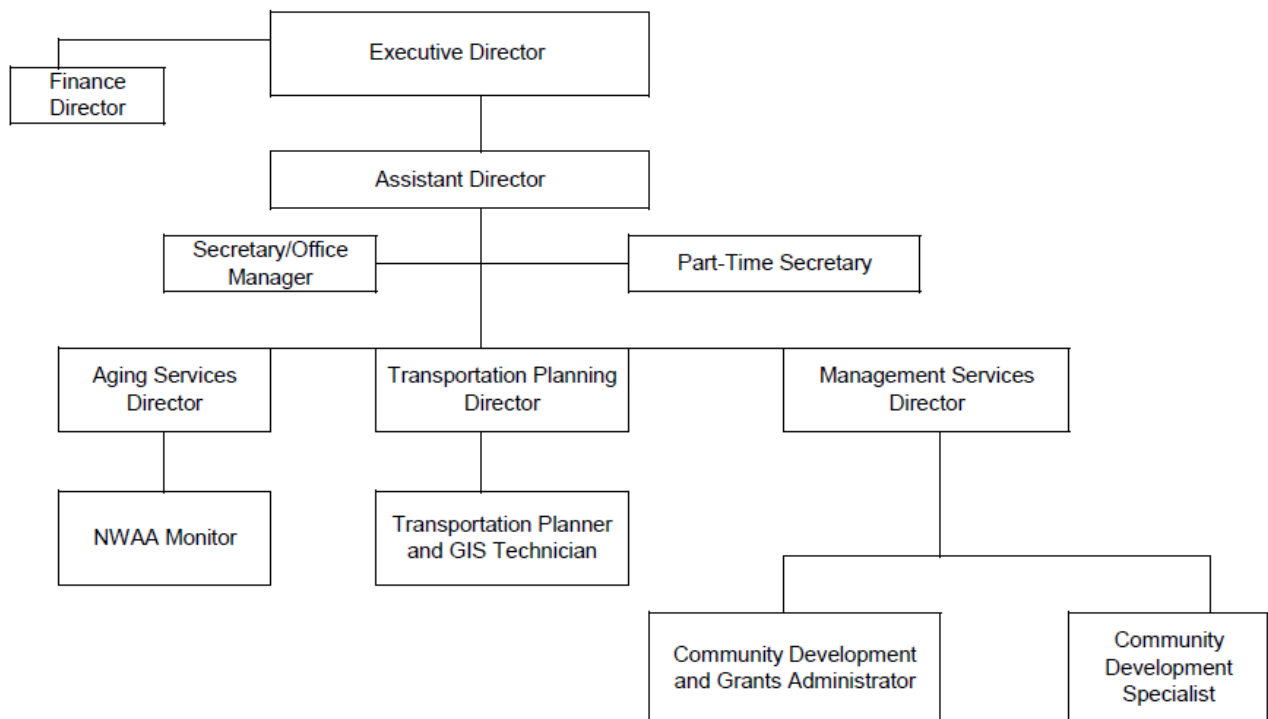 Executive Director
Finance
Director
Assistant Director
Secretary/Office
Manager
Part-Time Secretary
Aging Services
Director
Transportation Planning
Director
Management Services
Director
NWAA Monitor
Transportation Planner
and GIS Technician
Community Development
and Grants Administrator
Community
Development
Specialist